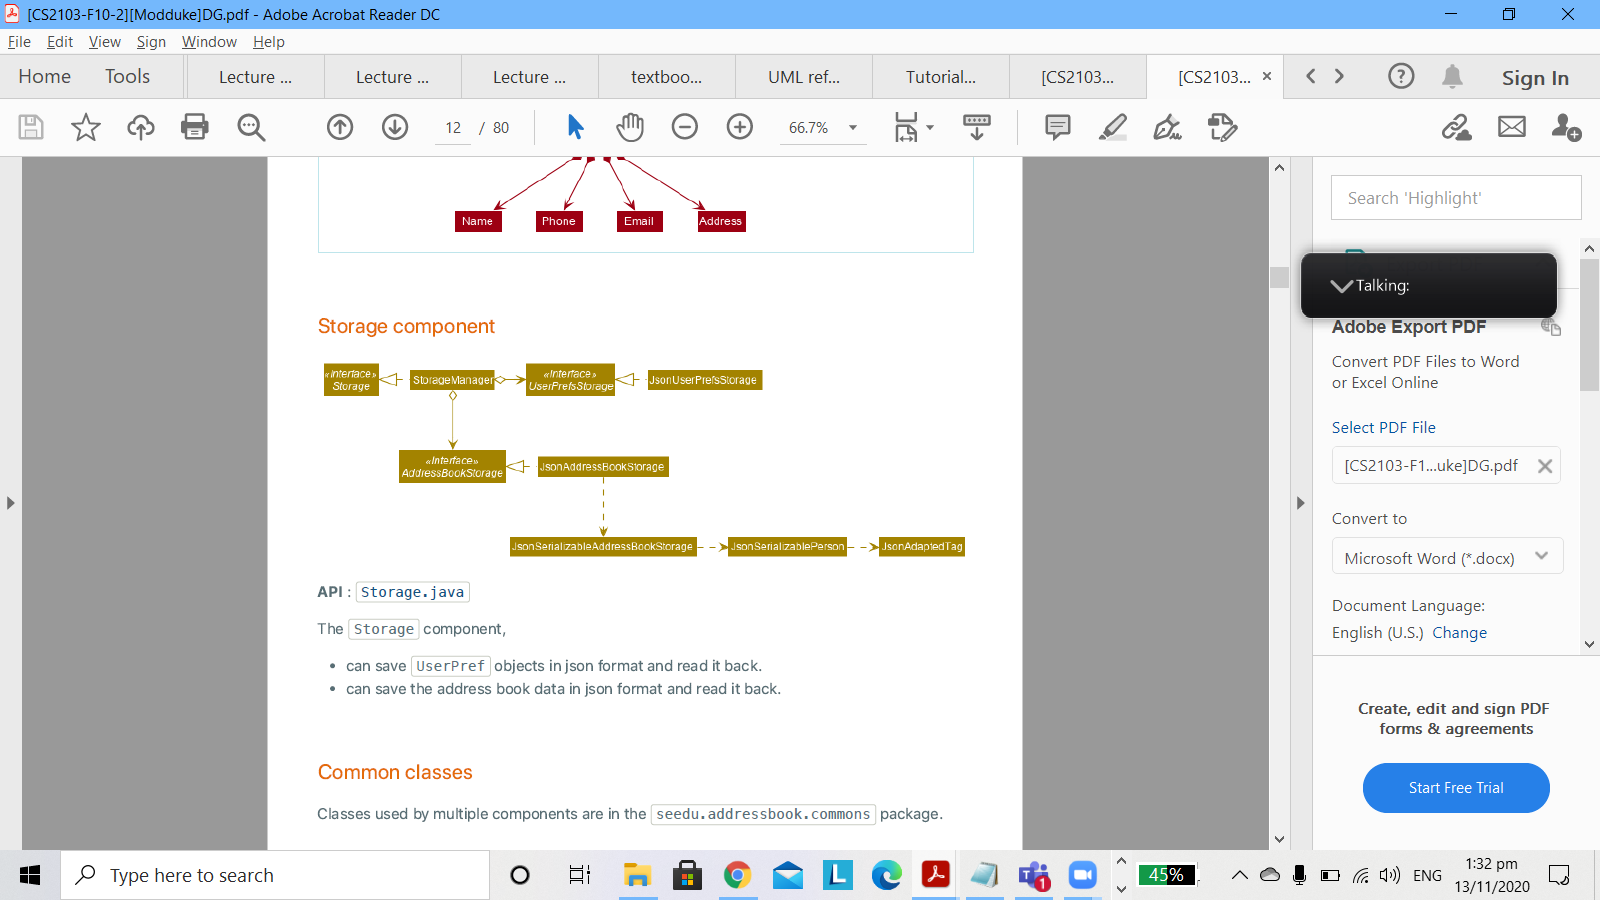 [CS2103-F10-2][Modduke]DG.pdf - Adobe Acrobat Reader DC
File Edit View Sign Window Help
Home Tools Lecture ... Lecture ... Lecture ... textboo... UML ref... Tutorial... [CS2103... [CS2103... Sign In
12 / 80 66.7%
Name Phone Email Address
Storage component
«Interface»
Storage
StorageManager
«Interface»
UserPrefsStorage
JsonUserPrefsStorage
«Interface»
AddressBookStorage
JsonAddressBookStorage
JsonSerializableAddressBookStorage JsonSerializablePerson JsonAdaptedTag
API : Storage.java
The Storage component,
• can save UserPref objects in json format and read it back.
• can save the address book data in json format and read it back.
Common classes
Classes used by multiple components are in the seedu.addressbook.commons package.
Search 'Highlight'
Talking:
Adobe Export PDF
Convert PDF Files to Word
or Excel Online
Select PDF File
[CS2103-F1...uke]DG.pdf
Convert to
Microsoft Word (*.docx)
Document Language:
English (U.S.) Change
Create, edit and sign PDF
forms & agreements
Start Free Trial
Type here to search
L
1
45%
ENG
1:32 pm
13/11/2020